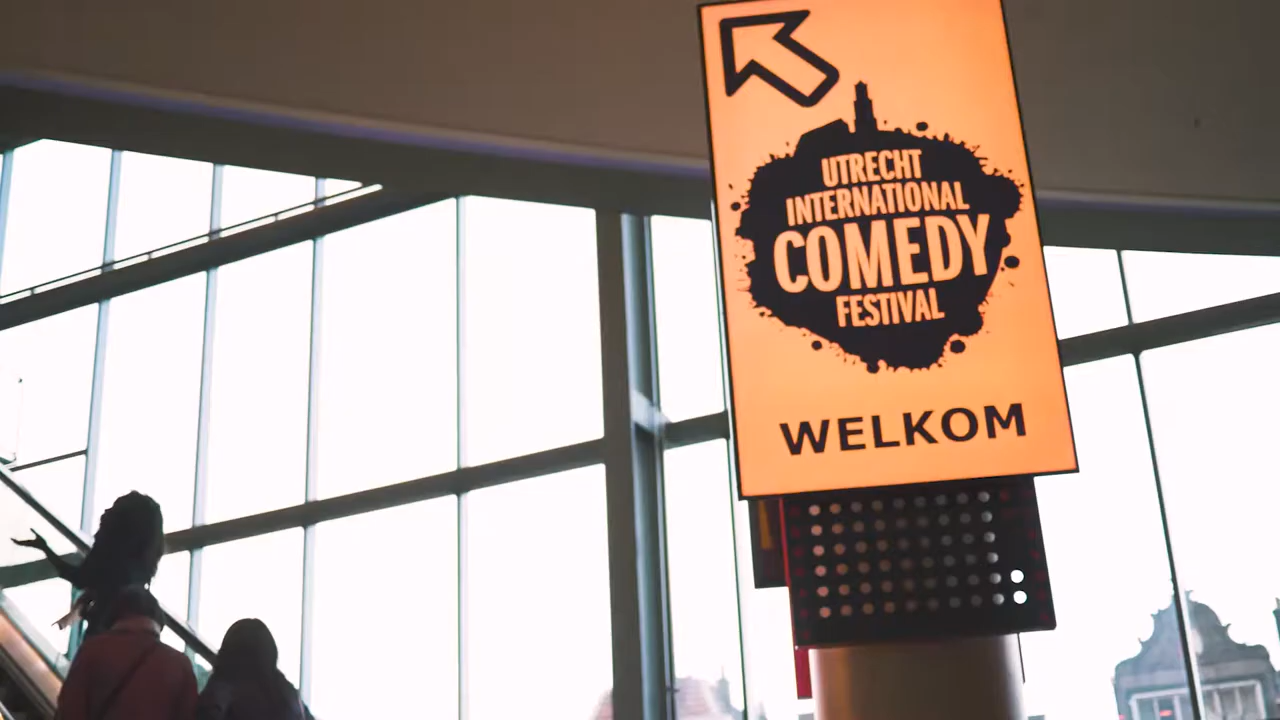 UTRECHT
INTERNATIONAL
COMEDY
FESTIVAL
WELKOM